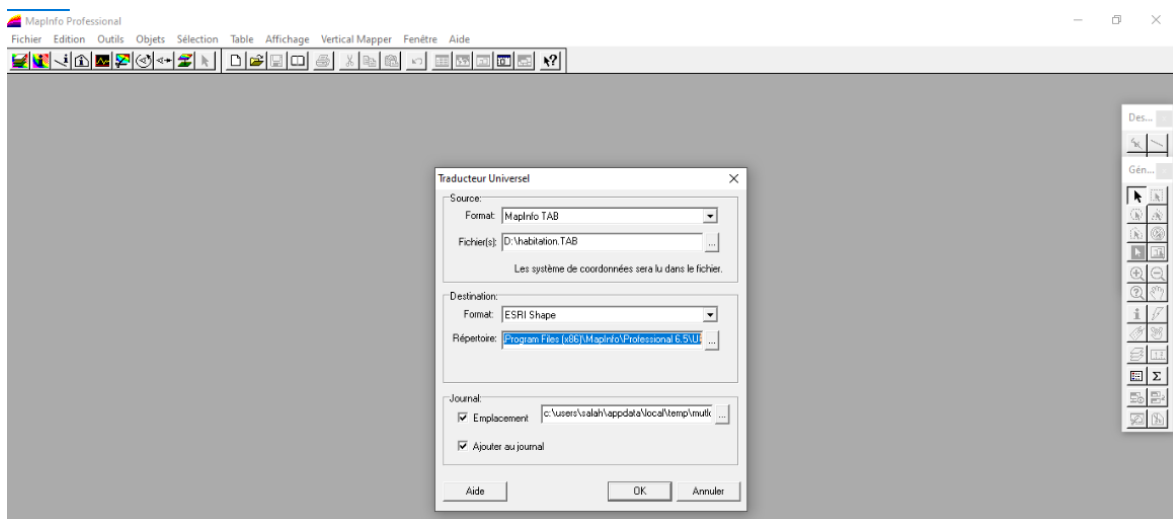 MapInfo Professional
Fichier Edition Outils Objets Sélection Table Affichage Vertical Mapper Fenêtre Aide
Des...
Gén...
Traducteur Universel
Source:
Format: MapInfo TAB
Fichier(s): D:\habitation.TAB
...
Les système de coordonnées sera lu dans le fichier.
Destination:
Format: ESRI Shape
Répertoire: Program Files (x86)\MapInfo\Professional 6.5\U
...
Journal:
Emplacement c:\users\salah\appdata\local\temp\mutl
...
Ajouter au journal
Aide OK Annuler